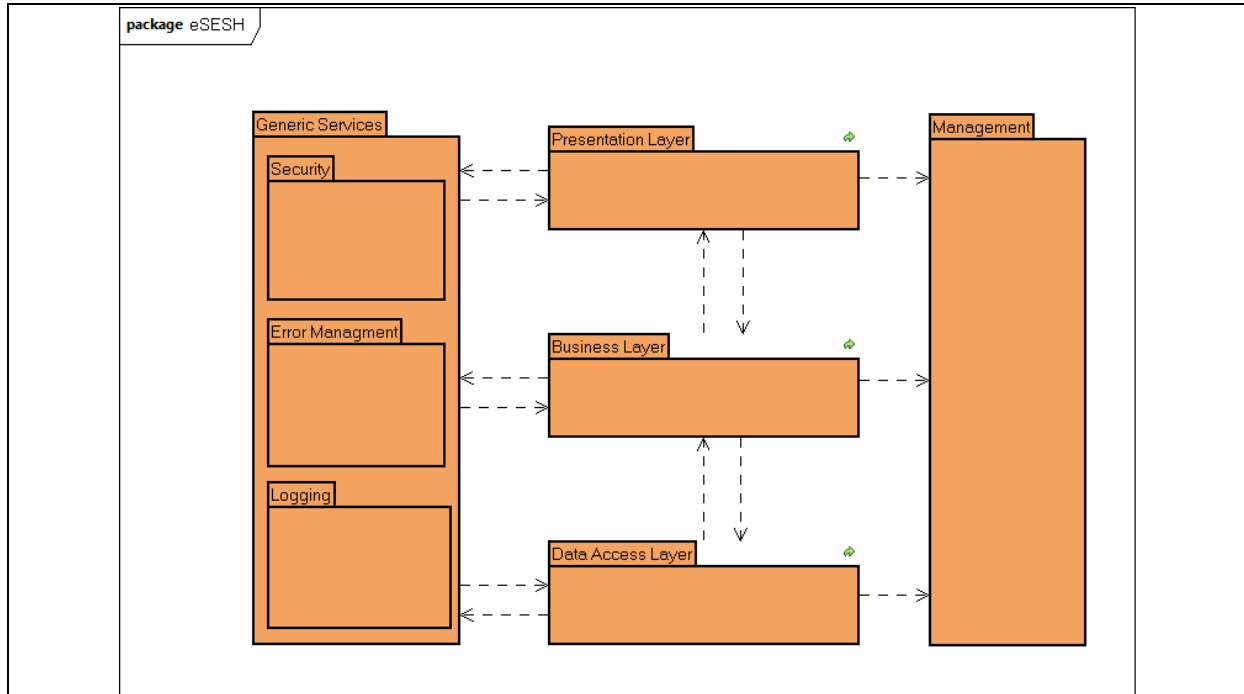 package eSESH
Generic Services
Security
Error Managment
Logging
Presentation Layer
Business Layer
Data Access Layer
Management